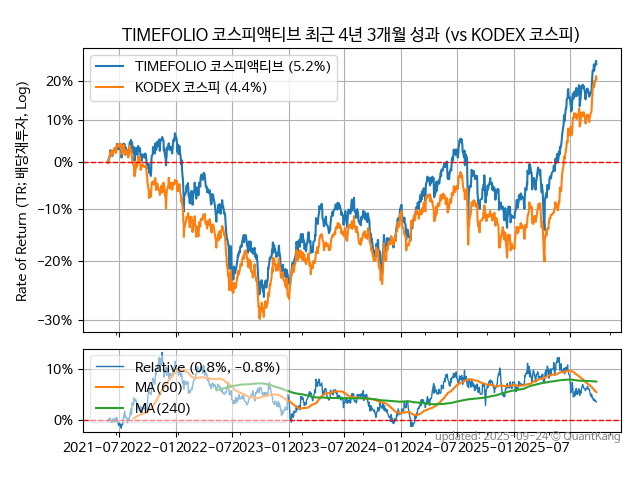 TIMEFOLIO 코스피액티브 최근 4년 3개월 성과 (vs KODEX 코스피)
Rate of Return (TR: 배당재투자, Log)
TIMEFOLIO 코스피액티브 (5.2%)
KODEX 코스피 (4.4%)
20%
10%
0%
−10%
−20%
−30%
Relative (0.8%, −0.8%)
MA(60)
MA(240)
10%
0%
2021-07
2022-01
2022-07
2023-01
2023-07
2024-01
2024-07
2025-01
2025-07
updated: 2025-09-24 © QuantKang